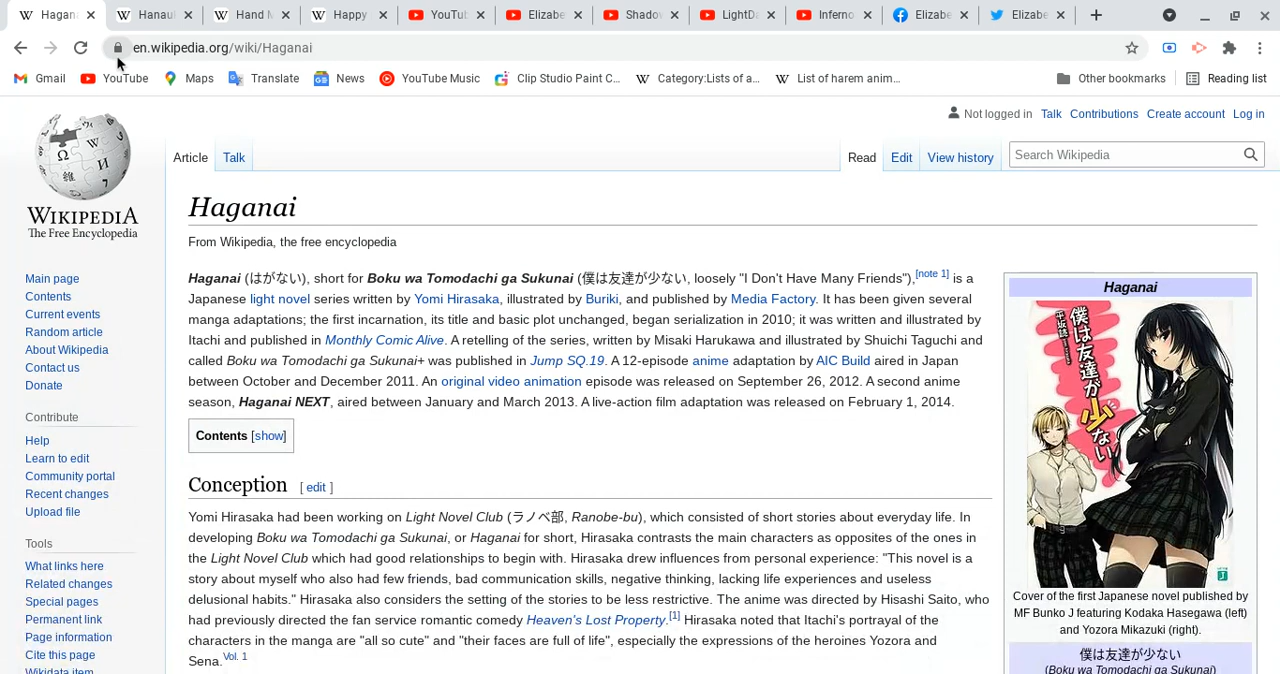 Hagan
Hanau
Hand M
Happy
YouTub
Elizabe
Shadow
LightDa
Inferno
Elizabe
Elizabe
en.wikipedia.org/wiki/Haganai
Gmail YouTube Maps Translate News YouTube Music Clip Studio Paint C... Category:Lists of a... List of harem anim... Other bookmarks Reading list
Not logged in Talk Contributions Create account Log in
Article Talk Read Edit View history Search Wikipedia
WIKIPEDIA
The Free Encyclopedia
Main page
Contents
Current events
Random article
About Wikipedia
Contact us
Donate
Contribute
Help
Learn to edit
Community portal
Recent changes
Upload file
Tools
What links here
Related changes
Special pages
Permanent link
Page information
Cite this page
Wikidata item
Haganai
From Wikipedia, the free encyclopedia
Haganai (はがない), short for Boku wa Tomodachi ga Sukunai (僕は友達が少ない, loosely "I Don't Have Many Friends"),[note 1] is a
Japanese light novel series written by Yomi Hirasaka, illustrated by Buriki, and published by Media Factory. It has been given several
manga adaptations; the first incarnation, its title and basic plot unchanged, began serialization in 2010; it was written and illustrated by
Itachi and published in Monthly Comic Alive. A retelling of the series, written by Misaki Harukawa and illustrated by Shuichi Taguchi and
called Boku wa Tomodachi ga Sukunai+ was published in Jump SQ.19. A 12-episode anime adaptation by AIC Build aired in Japan
between October and December 2011. An original video animation episode was released on September 26, 2012. A second anime
season, Haganai NEXT, aired between January and March 2013. A live-action film adaptation was released on February 1, 2014.
Contents [show]
Conception [ edit ]
Yomi Hirasaka had been working on Light Novel Club (ラノベ部, Ranobe-bu), which consisted of short stories about everyday life. In
developing Boku wa Tomodachi ga Sukunai, or Haganai for short, Hirasaka contrasts the main characters as opposites of the ones in
the Light Novel Club which had good relationships to begin with. Hirasaka drew influences from personal experience: "This novel is a
story about myself who also had few friends, bad communication skills, negative thinking, lacking life experiences and useless
delusional habits." Hirasaka also considers the setting of the stories to be less restrictive. The anime was directed by Hisashi Saito, who
had previously directed the fan service romantic comedy Heaven's Lost Property.[1] Hirasaka noted that Itachi's portrayal of the
characters in the manga are "all so cute" and "their faces are full of life", especially the expressions of the heroines Yozora and
Sena.Vol. 1
Haganai
僕は友達が少ない
平坂読
Cover of the first Japanese novel published by
MF Bunko J featuring Kodaka Hasegawa (left)
and Yozora Mikazuki (right).
僕は友達が少ない
(Boku wa Tomodachi ga Sukunai)